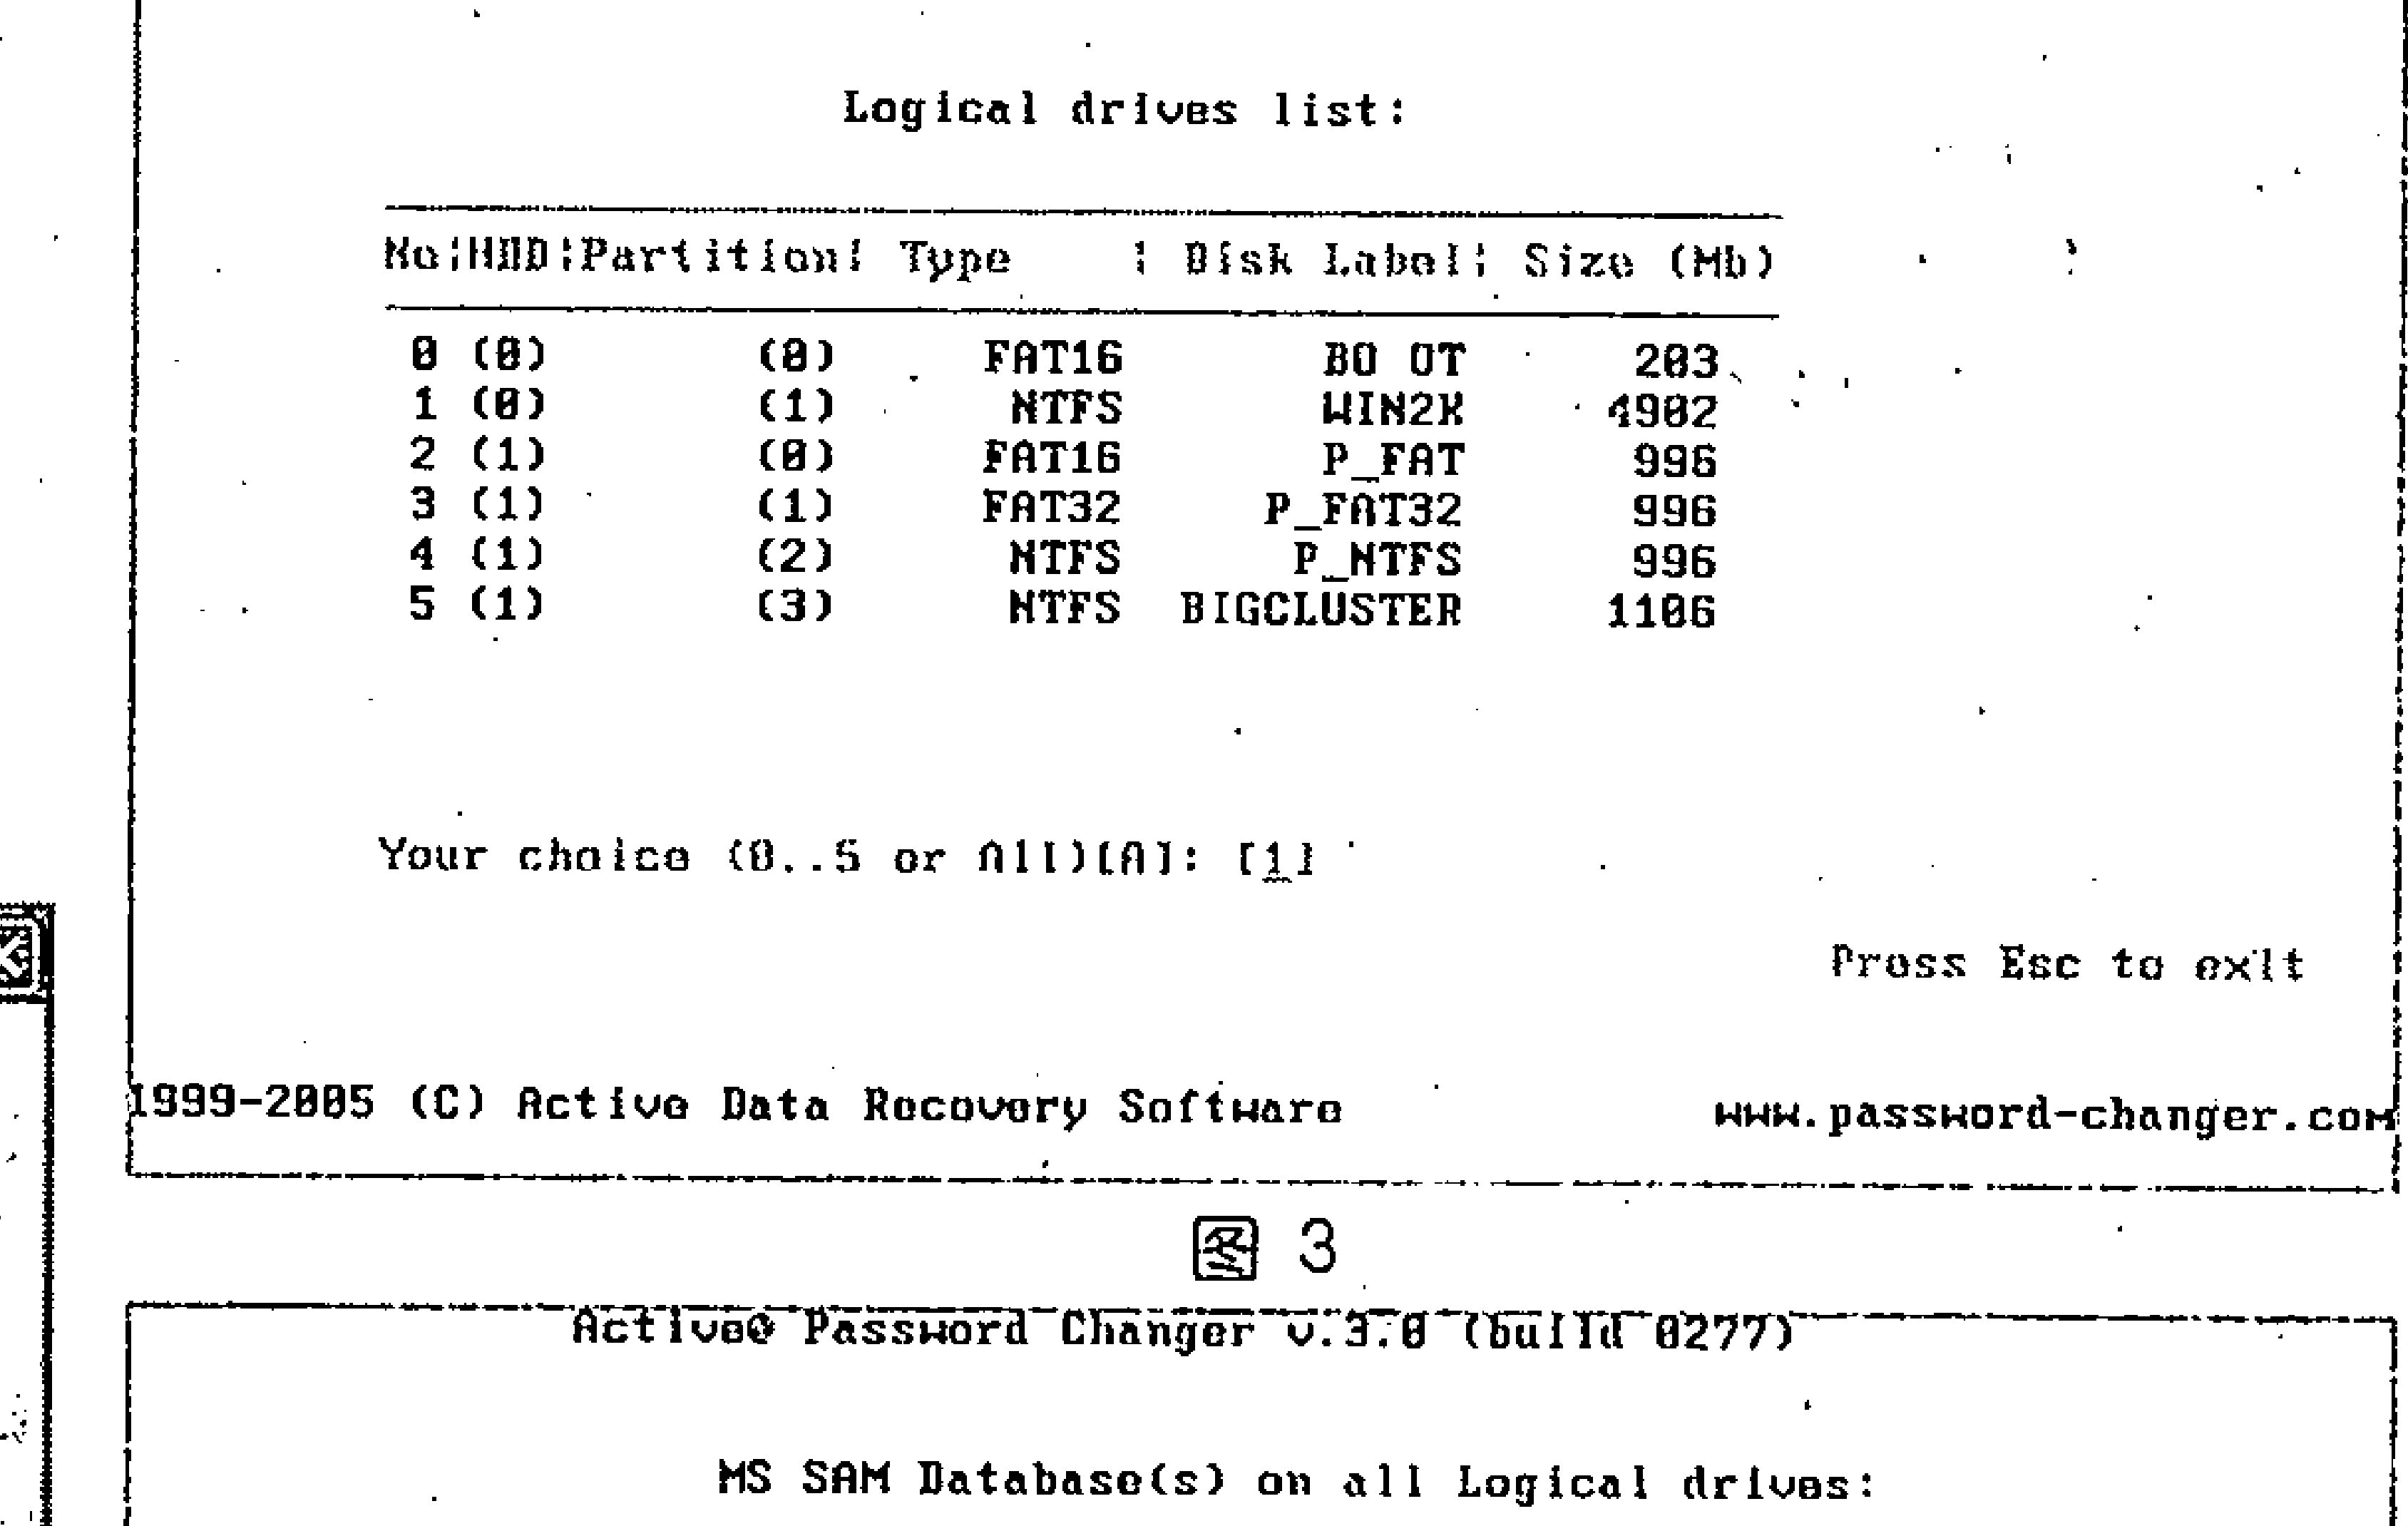 Logical drives list:
No¦HDD¦Partition¦ Type ¦ Disk Label¦ Size (Mb)
0 (0) (0) FAT16 BO OT 203
1 (0) (1) NTFS WIN2K 4902
2 (1) (0) FAT16 P_FAT 996
3 (1) (1) FAT32 P_FAT32 996
4 (1) (2) NTFS P_NTFS 996
5 (1) (3) NTFS BIGCLUSTER 1106
Your choice (0..5 or All)[A]: [1]
Press Esc to exit
1999-2005 (C) Active Data Recovery Software www.password-changer.com
图 3
Active@ Password Changer v.3.0 (build 0277)
MS SAM Database(s) on all Logical drives: